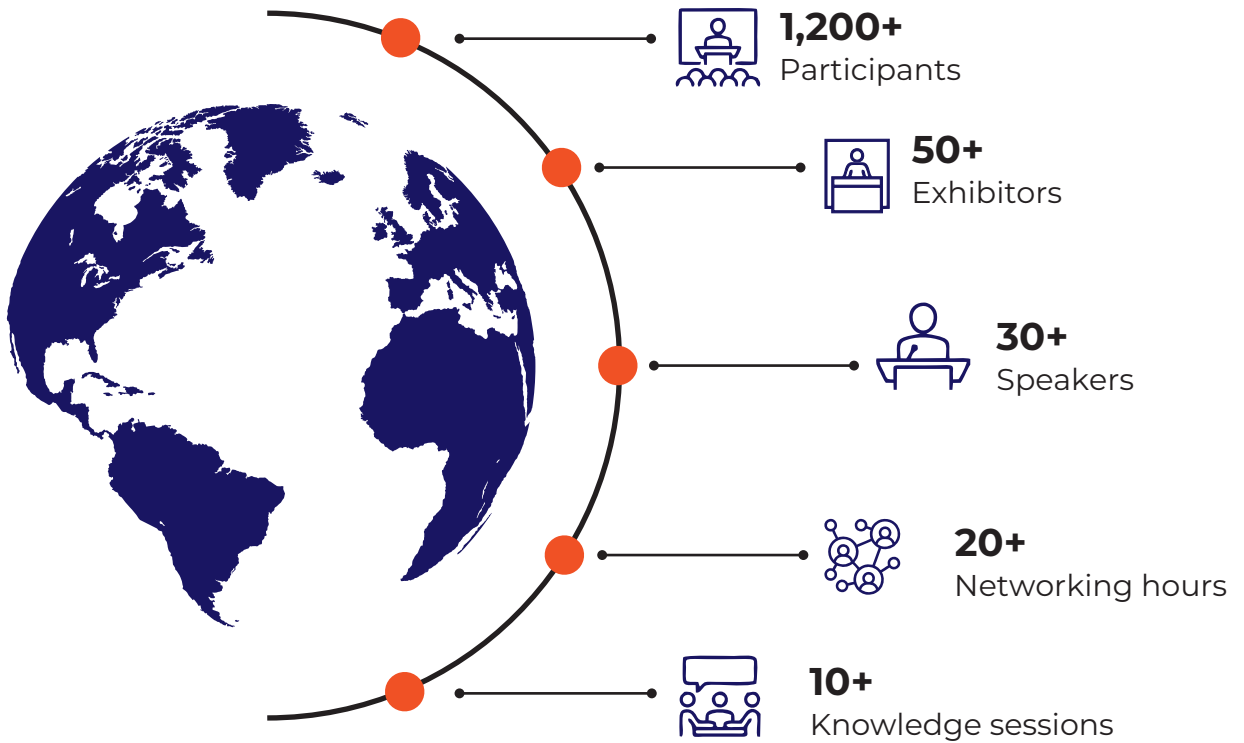 1,200+
Participants
50+
Exhibitors
30+
Speakers
20+
Networking hours
10+
Knowledge sessions